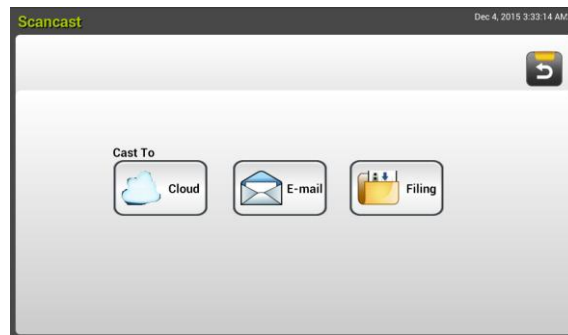 Scancast
Dec 4, 2015 3:33:14 AM
Cast To
Cloud
E-mail
Filing